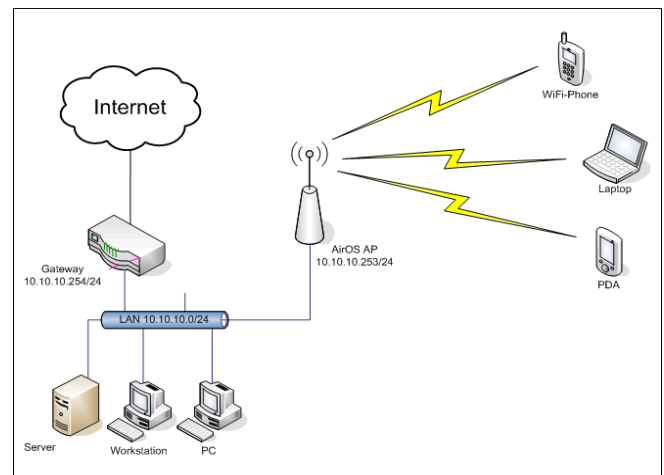 Internet
WiFi-Phone
Laptop
AirOS AP
10.10.10.253/24
Gateway
10.10.10.254/24
PDA
LAN 10.10.10.0/24
Server
Workstation
PC